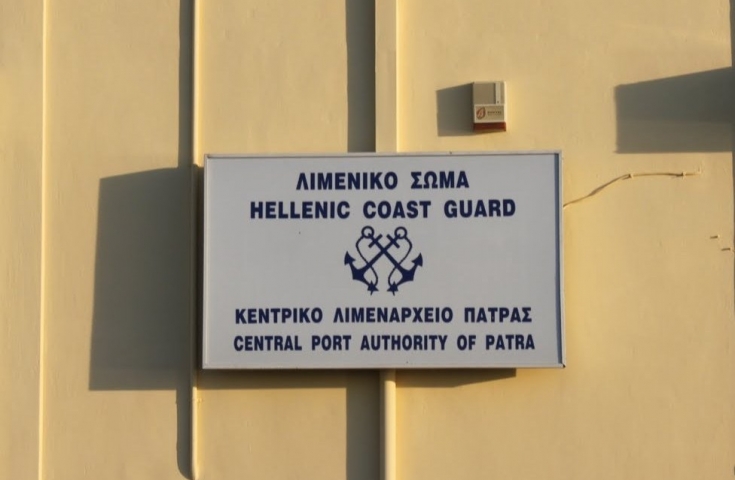 ΛΙΜΕΝΙΚΟ ΣΩΜΑ
HELLENIC COAST GUARD
ΚΕΝΤΡΙΚΟ ΛΙΜΕΝΑΡΧΕΙΟ ΠΑΤΡΑΣ
CENTRAL PORT AUTHORITY OF PATRA